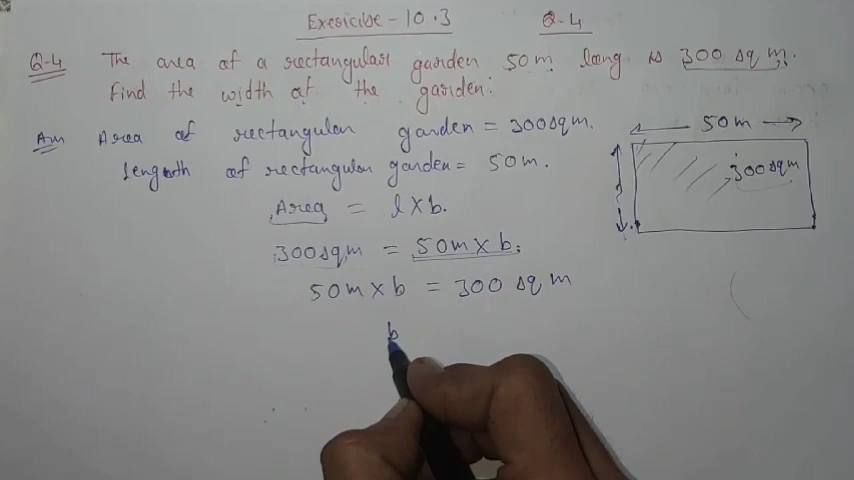 Exesicise - 10.3 Q-4
Q-4 The area of a rectangular garden 50m long is 300 sq m.
Find the width of the garden:
Ans Area of rectangular garden = 300sqm.
length of rectangular garden = 50m.
Area = l×b.
300sqm = 50m×b;
50m×b = 300 sq m
b
50m
300sqm
?